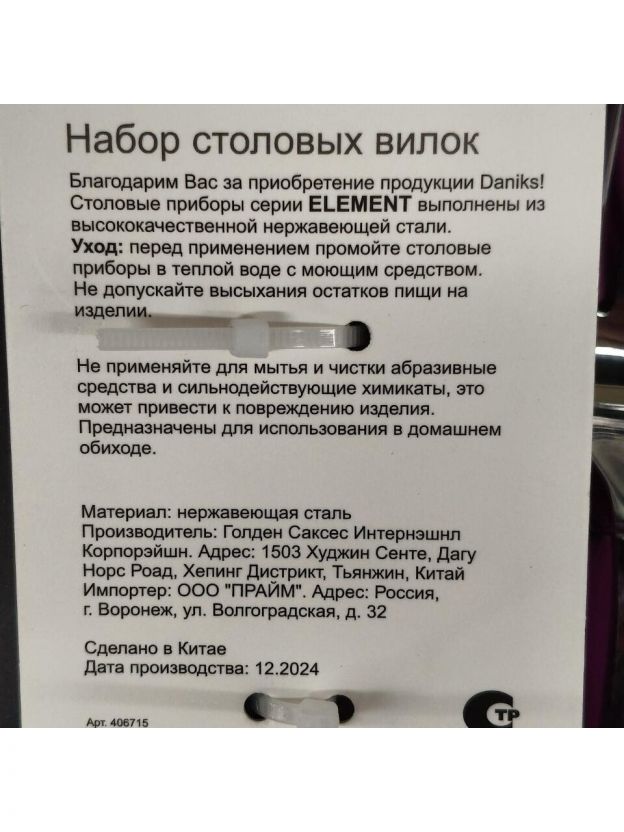 Набор столовых вилок
Благодарим Вас за приобретение продукции Daniks!
Столовые приборы серии ELEMENT выполнены из
высококачественной нержавеющей стали.
Уход: перед применением промойте столовые
приборы в теплой воде с моющим средством.
Не допускайте высыхания остатков пищи на
изделии.
Не применяйте для мытья и чистки абразивные
средства и сильнодействующие химикаты, это
может привести к повреждению изделия.
Предназначены для использования в домашнем
обиходе.
Материал: нержавеющая сталь
Производитель: Голден Саксес Интернэшнл
Корпорэйшн. Адрес: 1503 Худжин Сенте, Дагу
Норс Роад, Хепинг Дистрикт, Тьянжин, Китай
Импортер: ООО "ПРАЙМ". Адрес: Россия,
г. Воронеж, ул. Волгоградская, д. 32
Сделано в Китае
Дата производства: 12.2024
Арт. 406715
СТР